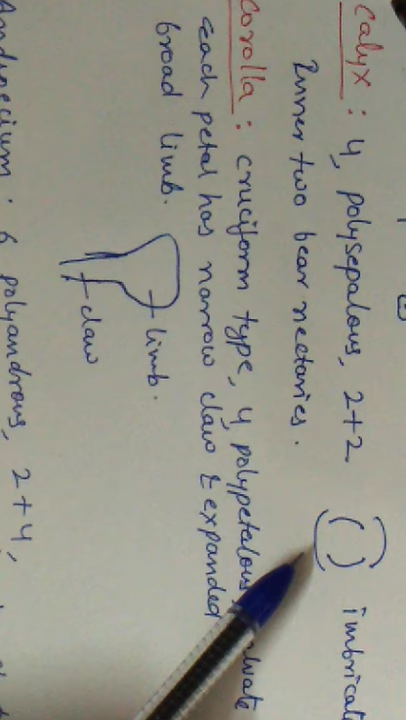 Calyx : 4, polysepalous, 2+2. imbricat
Inner two bear nectaries.
Corolla : cruciform type, 4 polypetalous, valvate
each petal has narrow claw & expanded
broad limb.
limb.
claw
Androecium : 6 polyandrous, 2+4,